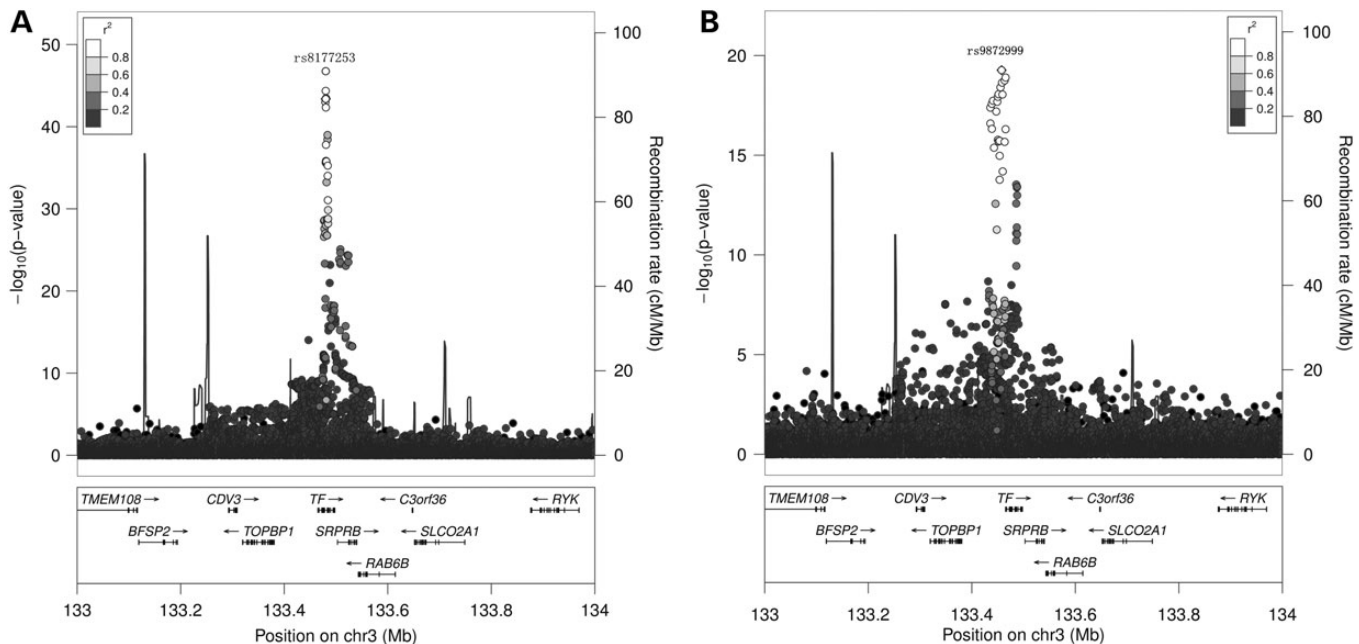 A
r²
0.8
0.6
0.4
0.2
rs8177253
50
40
30
20
10
0
−log₁₀(p-value)
100
80
60
40
20
0
Recombination rate (cM/Mb)
TMEM108 → CDV3 → TF → ← C3orf36 ← RYK
BFSP2 → ← TOPBP1 SRPRB → ← SLCO2A1
← RAB6B
133 133.2 133.4 133.6 133.8 134
Position on chr3 (Mb)
B
r²
0.8
0.6
0.4
0.2
rs9872999
20
15
10
5
0
−log₁₀(p-value)
100
80
60
40
20
0
Recombination rate (cM/Mb)
TMEM108 → CDV3 → TF → ← C3orf36 ← RYK
BFSP2 → ← TOPBP1 SRPRB → ← SLCO2A1
← RAB6B
133 133.2 133.4 133.6 133.8 134
Position on chr3 (Mb)